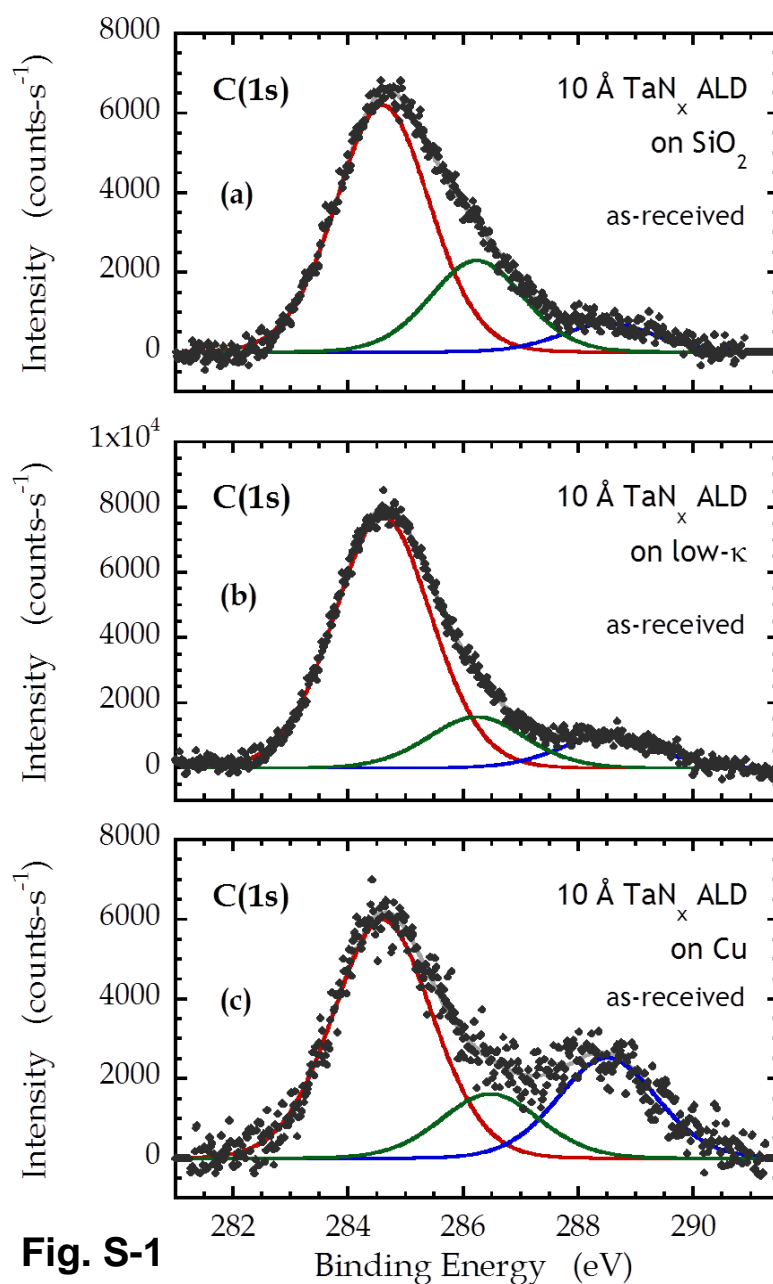 8000
6000
4000
2000
0
Intensity (counts-s⁻¹)
C(1s)
(a)
10 Å TaNₓ ALD
on SiO₂
as-received
1x10⁴
8000
6000
4000
2000
0
Intensity (counts-s⁻¹)
C(1s)
(b)
10 Å TaNₓ ALD
on low-κ
as-received
8000
6000
4000
2000
0
Intensity (counts-s⁻¹)
C(1s)
(c)
10 Å TaNₓ ALD
on Cu
as-received
282 284 286 288 290
Fig. S-1
Binding Energy (eV)